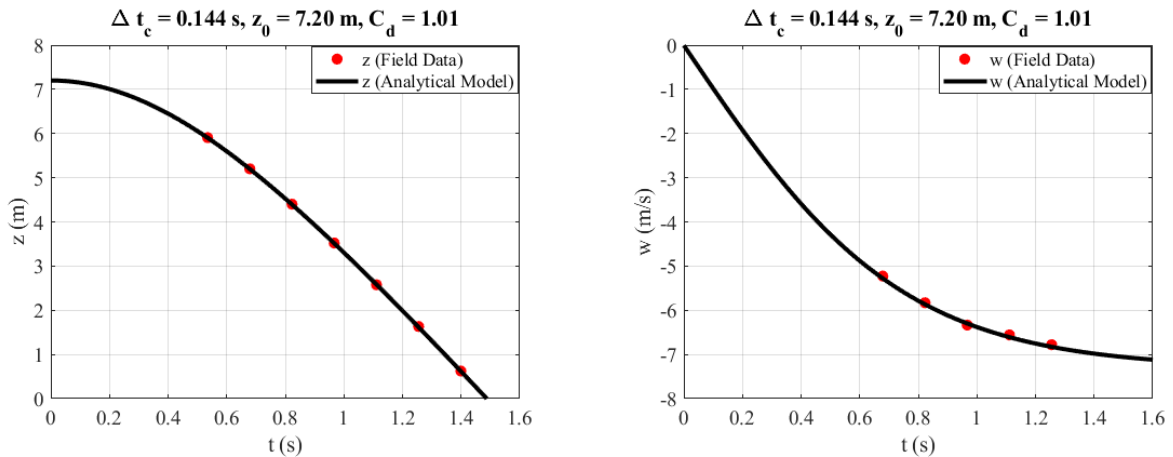 Δ t_c = 0.144 s, z_0 = 7.20 m, C_d = 1.01
z (Field Data)
z (Analytical Model)
8
7
6
5
4
3
2
1
0
z (m)
0 0.2 0.4 0.6 0.8 1 1.2 1.4 1.6
t (s)
Δ t_c = 0.144 s, z_0 = 7.20 m, C_d = 1.01
w (Field Data)
w (Analytical Model)
0
-1
-2
-3
-4
-5
-6
-7
-8
w (m/s)
0 0.2 0.4 0.6 0.8 1 1.2 1.4 1.6
t (s)